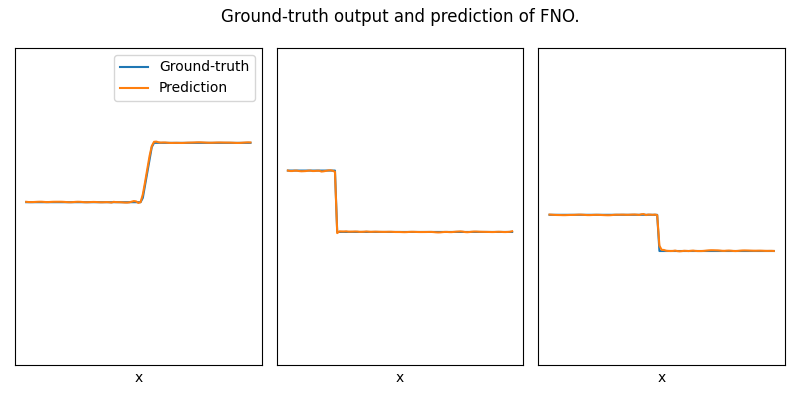 Ground-truth output and prediction of FNO.
Ground-truth
Prediction
x
x
x